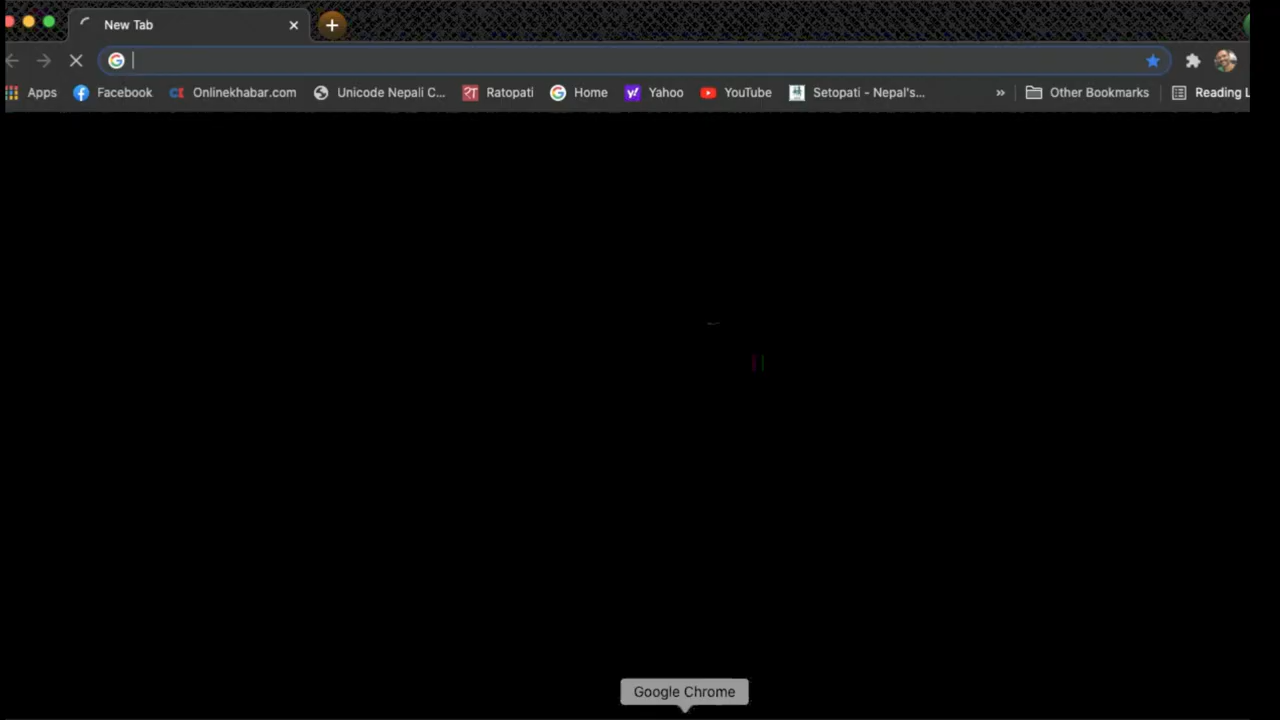 New Tab
Apps Facebook Onlinekhabar.com Unicode Nepali C... Ratopati Home Yahoo YouTube Setopati - Nepal's... » Other Bookmarks Reading L
Google Chrome